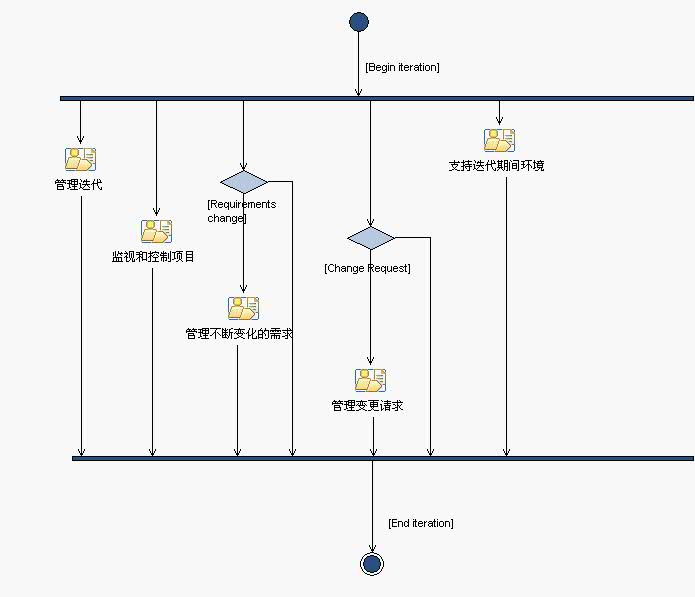 [Begin iteration]
支持迭代期间环境
管理迭代
[Requirements
change]
监视和控制项目
[Change Request]
管理不断变化的需求
管理变更请求
[End iteration]